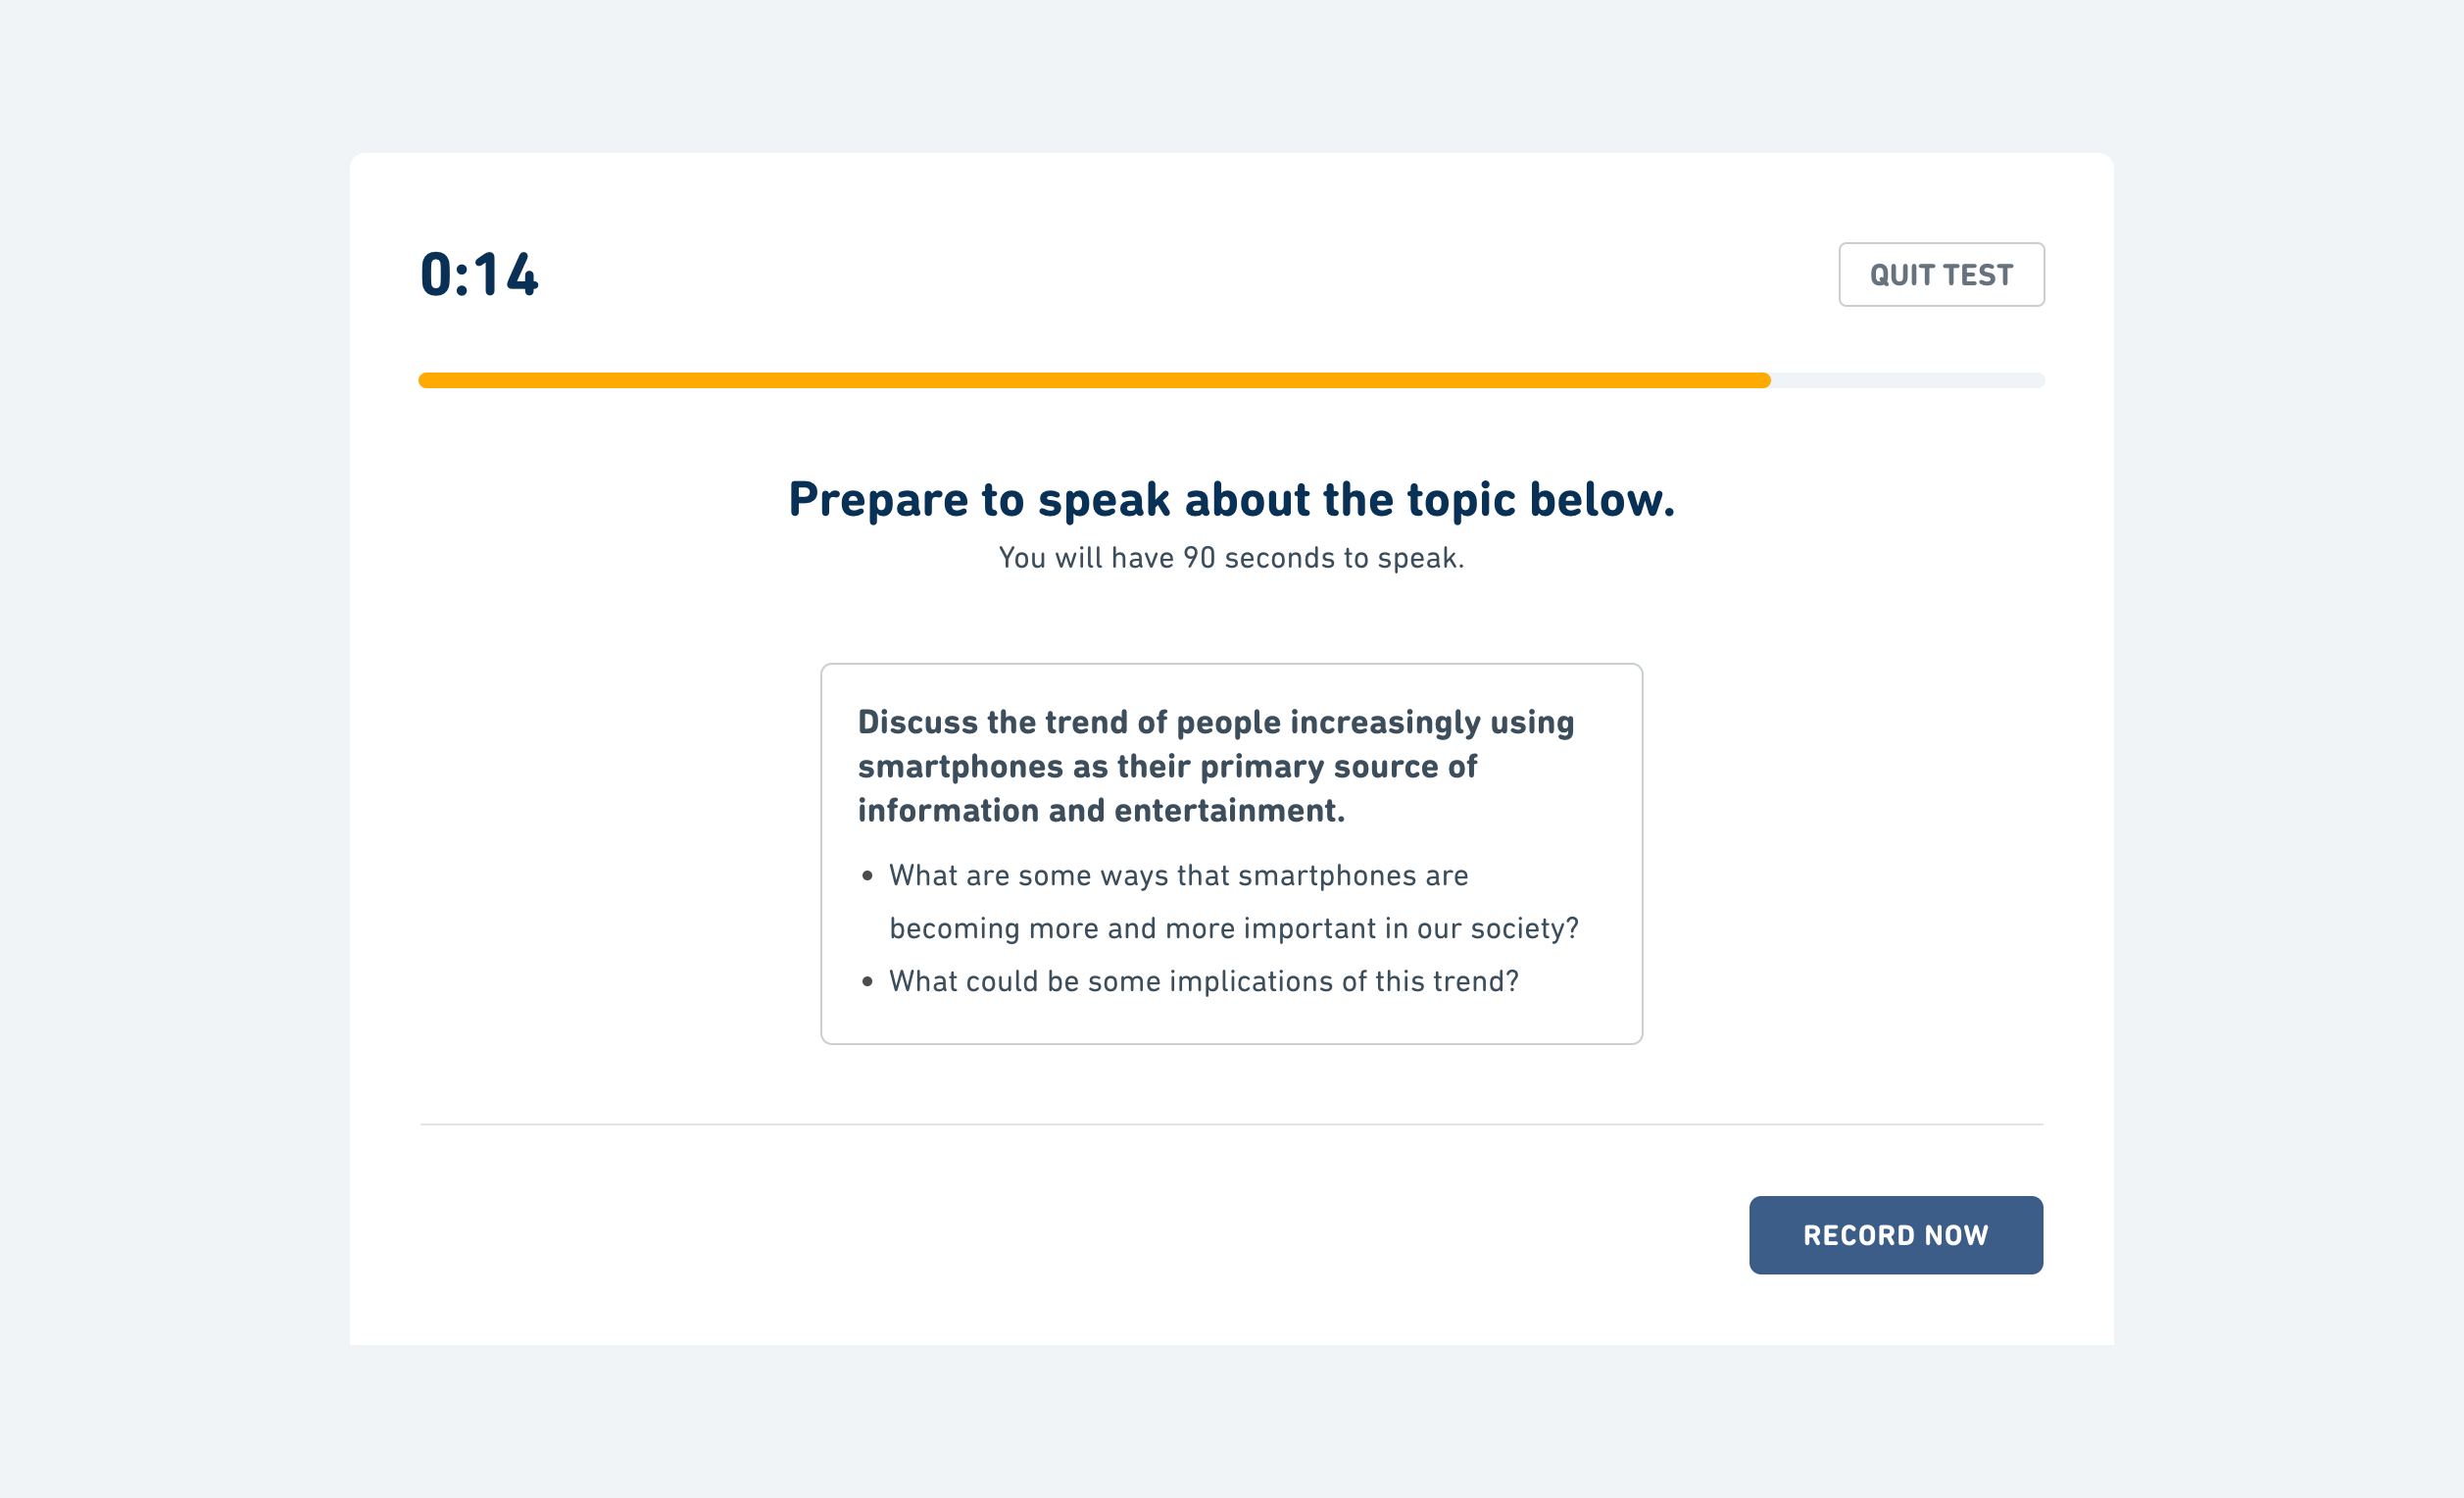 0:14
QUIT TEST
Prepare to speak about the topic below.
You will have 90 seconds to speak.
Discuss the trend of people increasingly using
smartphones as their primary source of
information and entertainment.
• What are some ways that smartphones are
becoming more and more important in our society?
• What could be some implications of this trend?
RECORD NOW